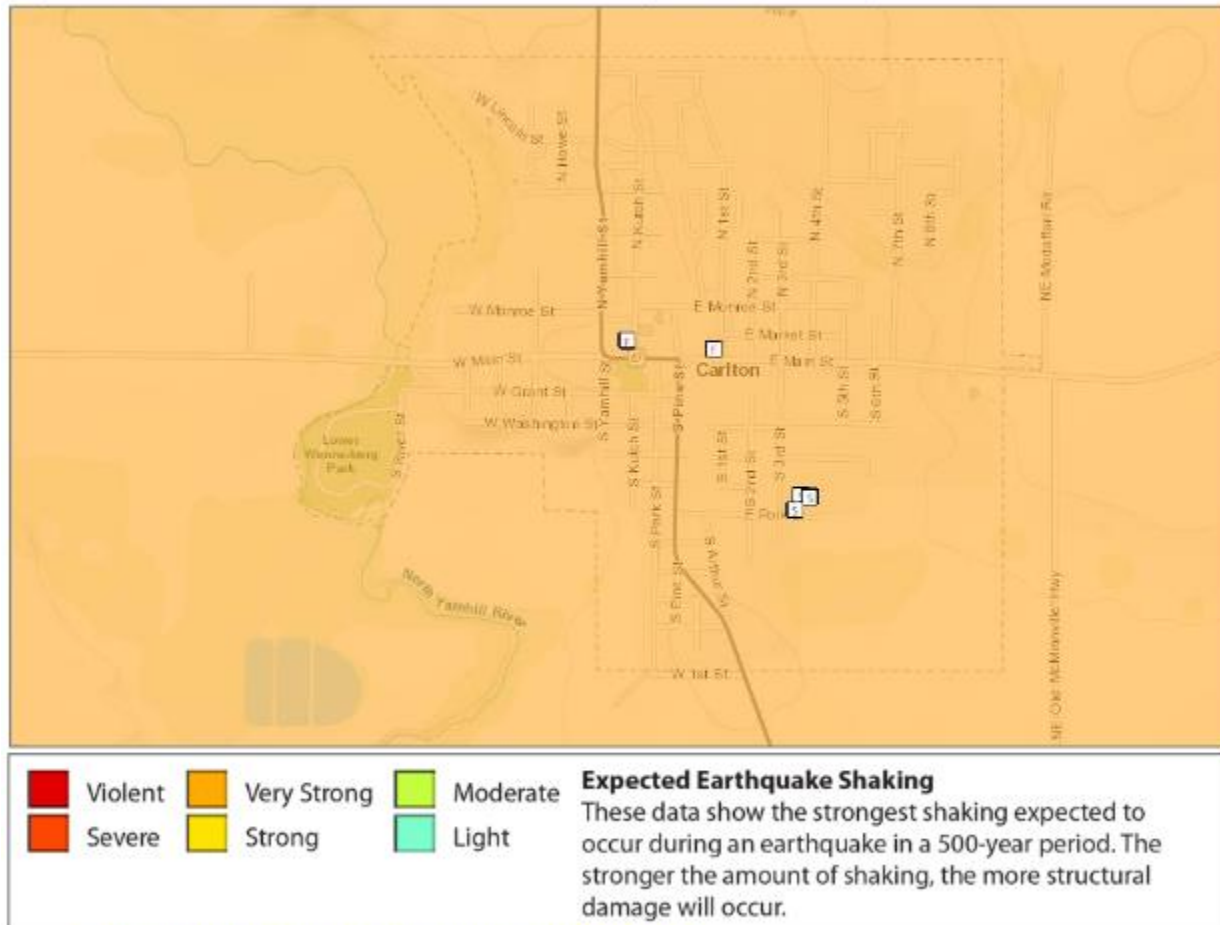 W Lincoln St
N Howe St
N Yamhill St
N Kutch St
N 1st St
N 2nd St
N 3rd St
N 4th St
N 7th St
N 8th St
W Monroe St
E Monroe St
E Market St
W Main St
E Main St
Carlton
W Grant St
W Washington St
S Yamhill St
S Pine St
S 5th St
S 6th St
Lower
Park
S River St
S Kutch St
S 1st St
S 2nd St
S 3rd St
S
S
S Park St
North Yamhill River
S Pine St
W 1st St
NE Old McMinnville Hwy
Violent
Very Strong
Moderate
Severe
Strong
Light
Expected Earthquake Shaking
These data show the strongest shaking expected to
occur during an earthquake in a 500-year period. The
stronger the amount of shaking, the more structural
damage will occur.